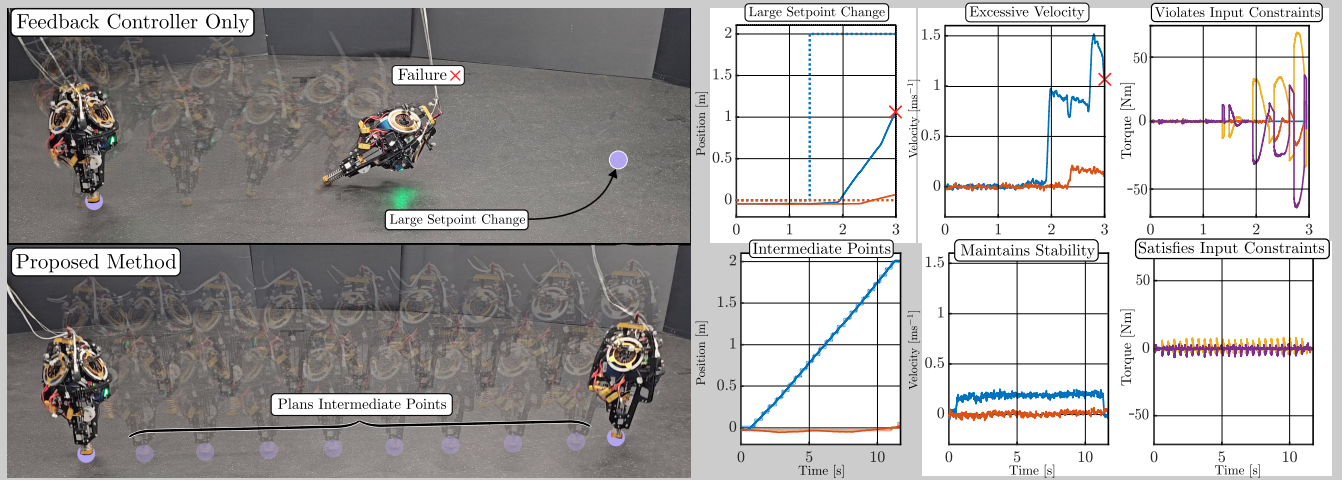 Feedback Controller Only
Failure
Large Setpoint Change
Proposed Method
Plans Intermediate Points
Large Setpoint Change
Position [m]
2
1.5
1
0.5
0
0 1 2 3
Excessive Velocity
Velocity [ms⁻¹]
1.5
1
0.5
0
0 1 2 3
Violates Input Constraints
Torque [Nm]
50
0
-50
0 1 2 3
Intermediate Points
Position [m]
2
1.5
1
0.5
0
0 5 10
Time [s]
Maintains Stability
Velocity [ms⁻¹]
1.5
1
0.5
0
0 5 10
Time [s]
Satisfies Input Constraints
Torque [Nm]
50
0
-50
0 5 10
Time [s]